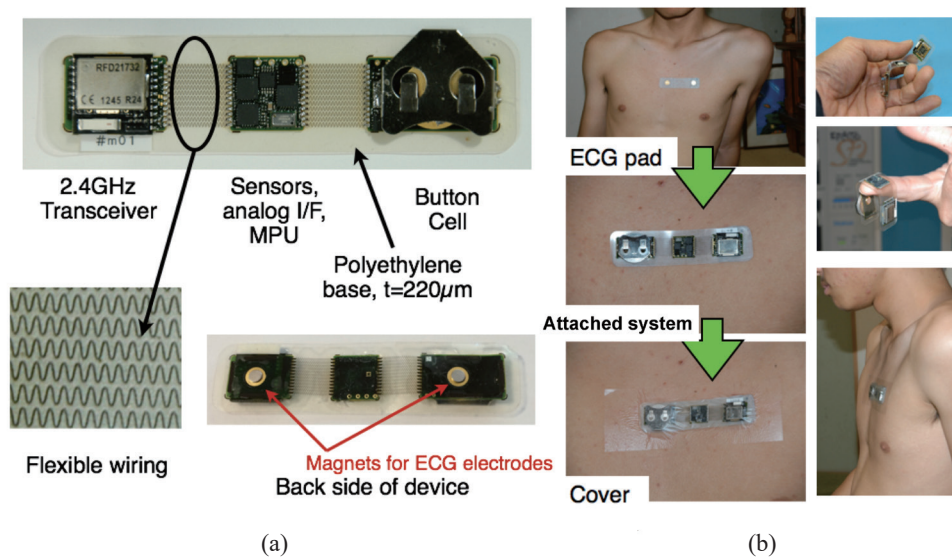 RFD21732
CE 1245 R24
#m01
2.4GHz
Transceiver
Sensors,
analog I/F,
MPU
Button
Cell
Polyethylene
base, t=220µm
Flexible wiring
Magnets for ECG electrodes
Back side of device
(a)
ECG pad
Attached system
Cover
(b)